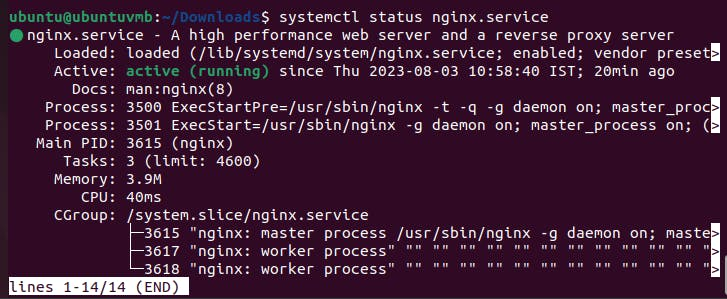 ubuntu@ubuntuvmb:~/Downloads$ systemctl status nginx.service
● nginx.service - A high performance web server and a reverse proxy server
     Loaded: loaded (/lib/systemd/system/nginx.service; enabled; vendor preset>
     Active: active (running) since Thu 2023-08-03 10:58:40 IST; 20min ago
       Docs: man:nginx(8)
    Process: 3500 ExecStartPre=/usr/sbin/nginx -t -q -g daemon on; master_proc>
    Process: 3501 ExecStart=/usr/sbin/nginx -g daemon on; master_process on; (>
   Main PID: 3615 (nginx)
      Tasks: 3 (limit: 4600)
     Memory: 3.9M
        CPU: 40ms
     CGroup: /system.slice/nginx.service
             ├─3615 "nginx: master process /usr/sbin/nginx -g daemon on; maste>
             ├─3617 "nginx: worker process" "" "" "" "" "" "" "" "" "" "" "" ">
             └─3618 "nginx: worker process" "" "" "" "" "" "" "" "" "" "" "" ">
lines 1-14/14 (END)